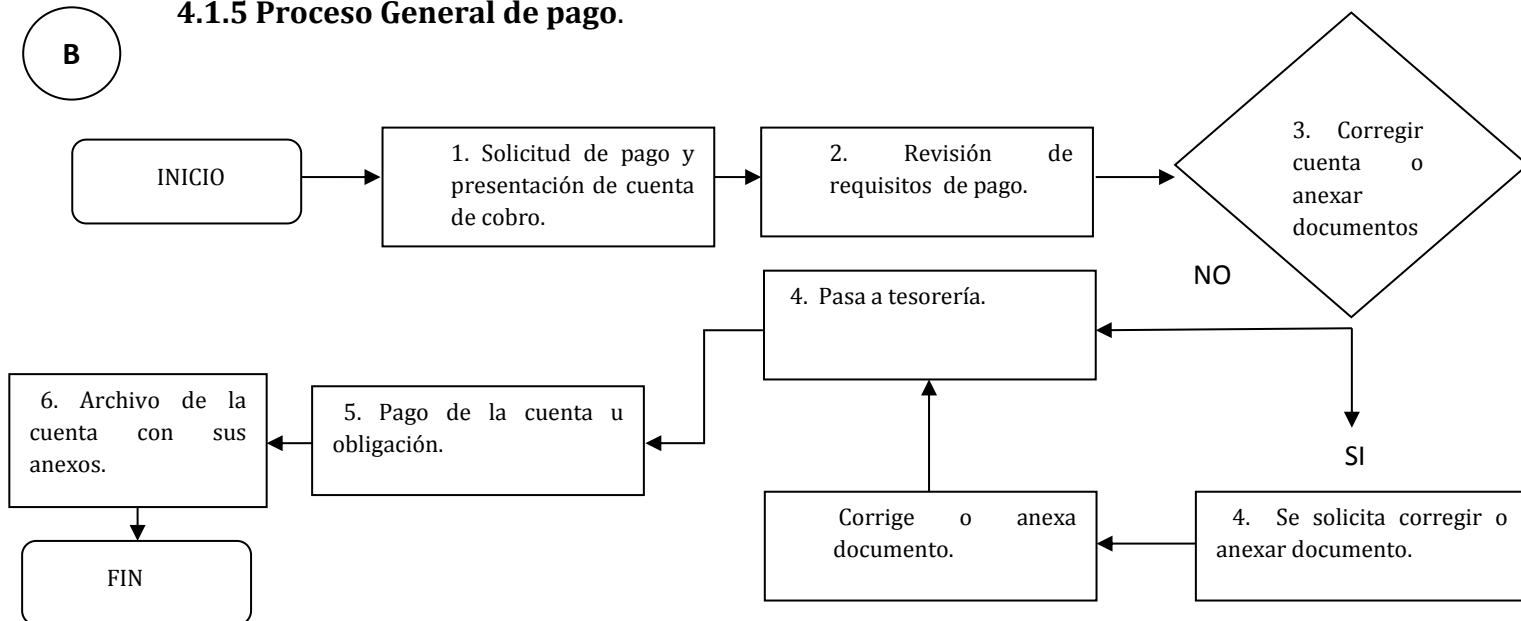 4.1.5 Proceso General de pago.
B
INICIO
1. Solicitud de pago y
presentación de cuenta
de cobro.
2. Revisión de
requisitos de pago.
3. Corregir
cuenta o
anexar
documentos
NO
4. Pasa a tesorería.
6. Archivo de la
cuenta con sus
anexos.
5. Pago de la cuenta u
obligación.
SI
Corrige o anexa
documento.
4. Se solicita corregir o
anexar documento.
FIN